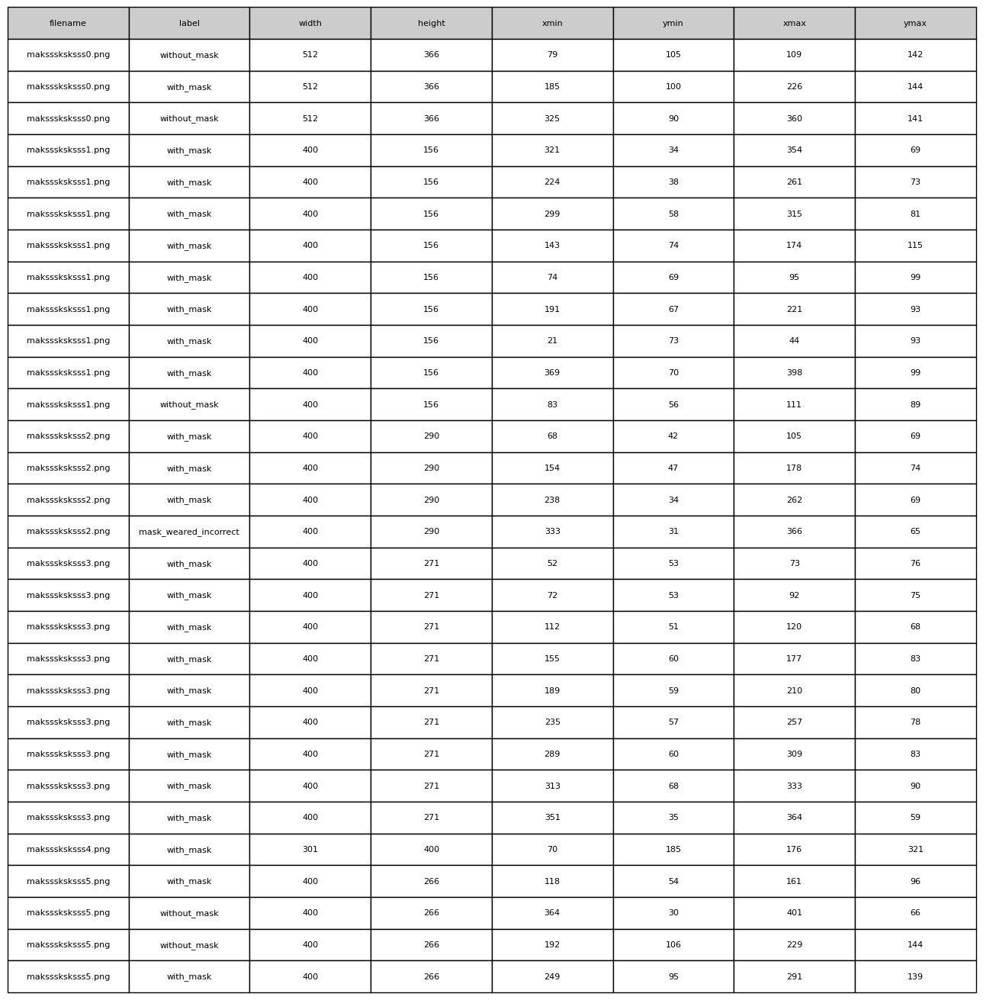 filename label width height xmin ymin xmax ymax
maksssksksss0.png without_mask 512 366 79 105 109 142
maksssksksss0.png with_mask 512 366 185 100 226 144
maksssksksss0.png without_mask 512 366 325 90 360 141
maksssksksss1.png with_mask 400 156 321 34 354 69
maksssksksss1.png with_mask 400 156 224 38 261 73
maksssksksss1.png with_mask 400 156 299 58 315 81
maksssksksss1.png with_mask 400 156 143 74 174 115
maksssksksss1.png with_mask 400 156 74 69 95 99
maksssksksss1.png with_mask 400 156 191 67 221 93
maksssksksss1.png with_mask 400 156 21 73 44 93
maksssksksss1.png with_mask 400 156 369 70 398 99
maksssksksss1.png without_mask 400 156 83 56 111 89
maksssksksss2.png with_mask 400 290 68 42 105 69
maksssksksss2.png with_mask 400 290 154 47 178 74
maksssksksss2.png with_mask 400 290 238 34 262 69
maksssksksss2.png mask_weared_incorrect 400 290 333 31 366 65
maksssksksss3.png with_mask 400 271 52 53 73 76
maksssksksss3.png with_mask 400 271 72 53 92 75
maksssksksss3.png with_mask 400 271 112 51 120 68
maksssksksss3.png with_mask 400 271 155 60 177 83
maksssksksss3.png with_mask 400 271 189 59 210 80
maksssksksss3.png with_mask 400 271 235 57 257 78
maksssksksss3.png with_mask 400 271 289 60 309 83
maksssksksss3.png with_mask 400 271 313 68 333 90
maksssksksss3.png with_mask 400 271 351 35 364 59
maksssksksss4.png with_mask 301 400 70 185 176 321
maksssksksss5.png with_mask 400 266 118 54 161 96
maksssksksss5.png without_mask 400 266 364 30 401 66
maksssksksss5.png without_mask 400 266 192 106 229 144
maksssksksss5.png with_mask 400 266 249 95 291 139